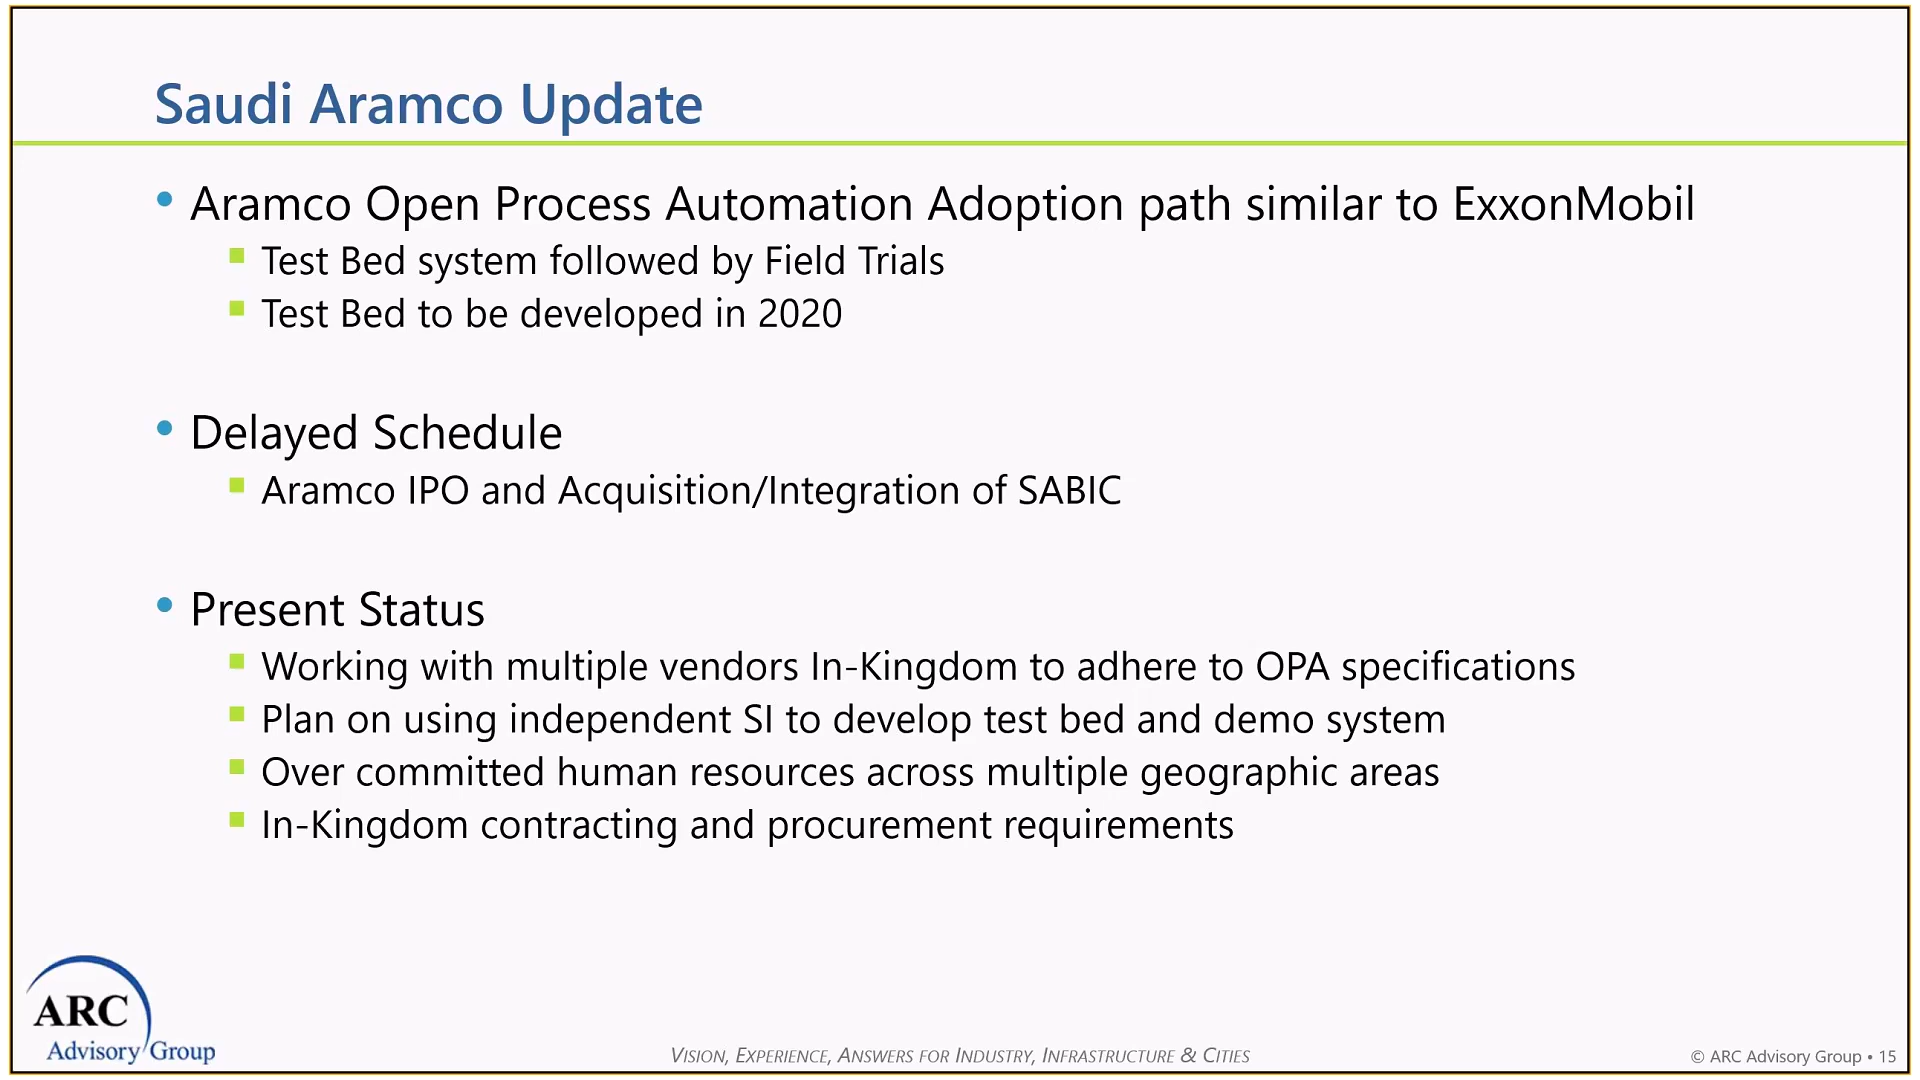 Saudi Aramco Update
• Aramco Open Process Automation Adoption path similar to ExxonMobil
▪ Test Bed system followed by Field Trials
▪ Test Bed to be developed in 2020
• Delayed Schedule
▪ Aramco IPO and Acquisition/Integration of SABIC
• Present Status
▪ Working with multiple vendors In-Kingdom to adhere to OPA specifications
▪ Plan on using independent SI to develop test bed and demo system
▪ Over committed human resources across multiple geographic areas
▪ In-Kingdom contracting and procurement requirements
ARC
Advisory Group
VISION, EXPERIENCE, ANSWERS FOR INDUSTRY, INFRASTRUCTURE & CITIES
© ARC Advisory Group • 15